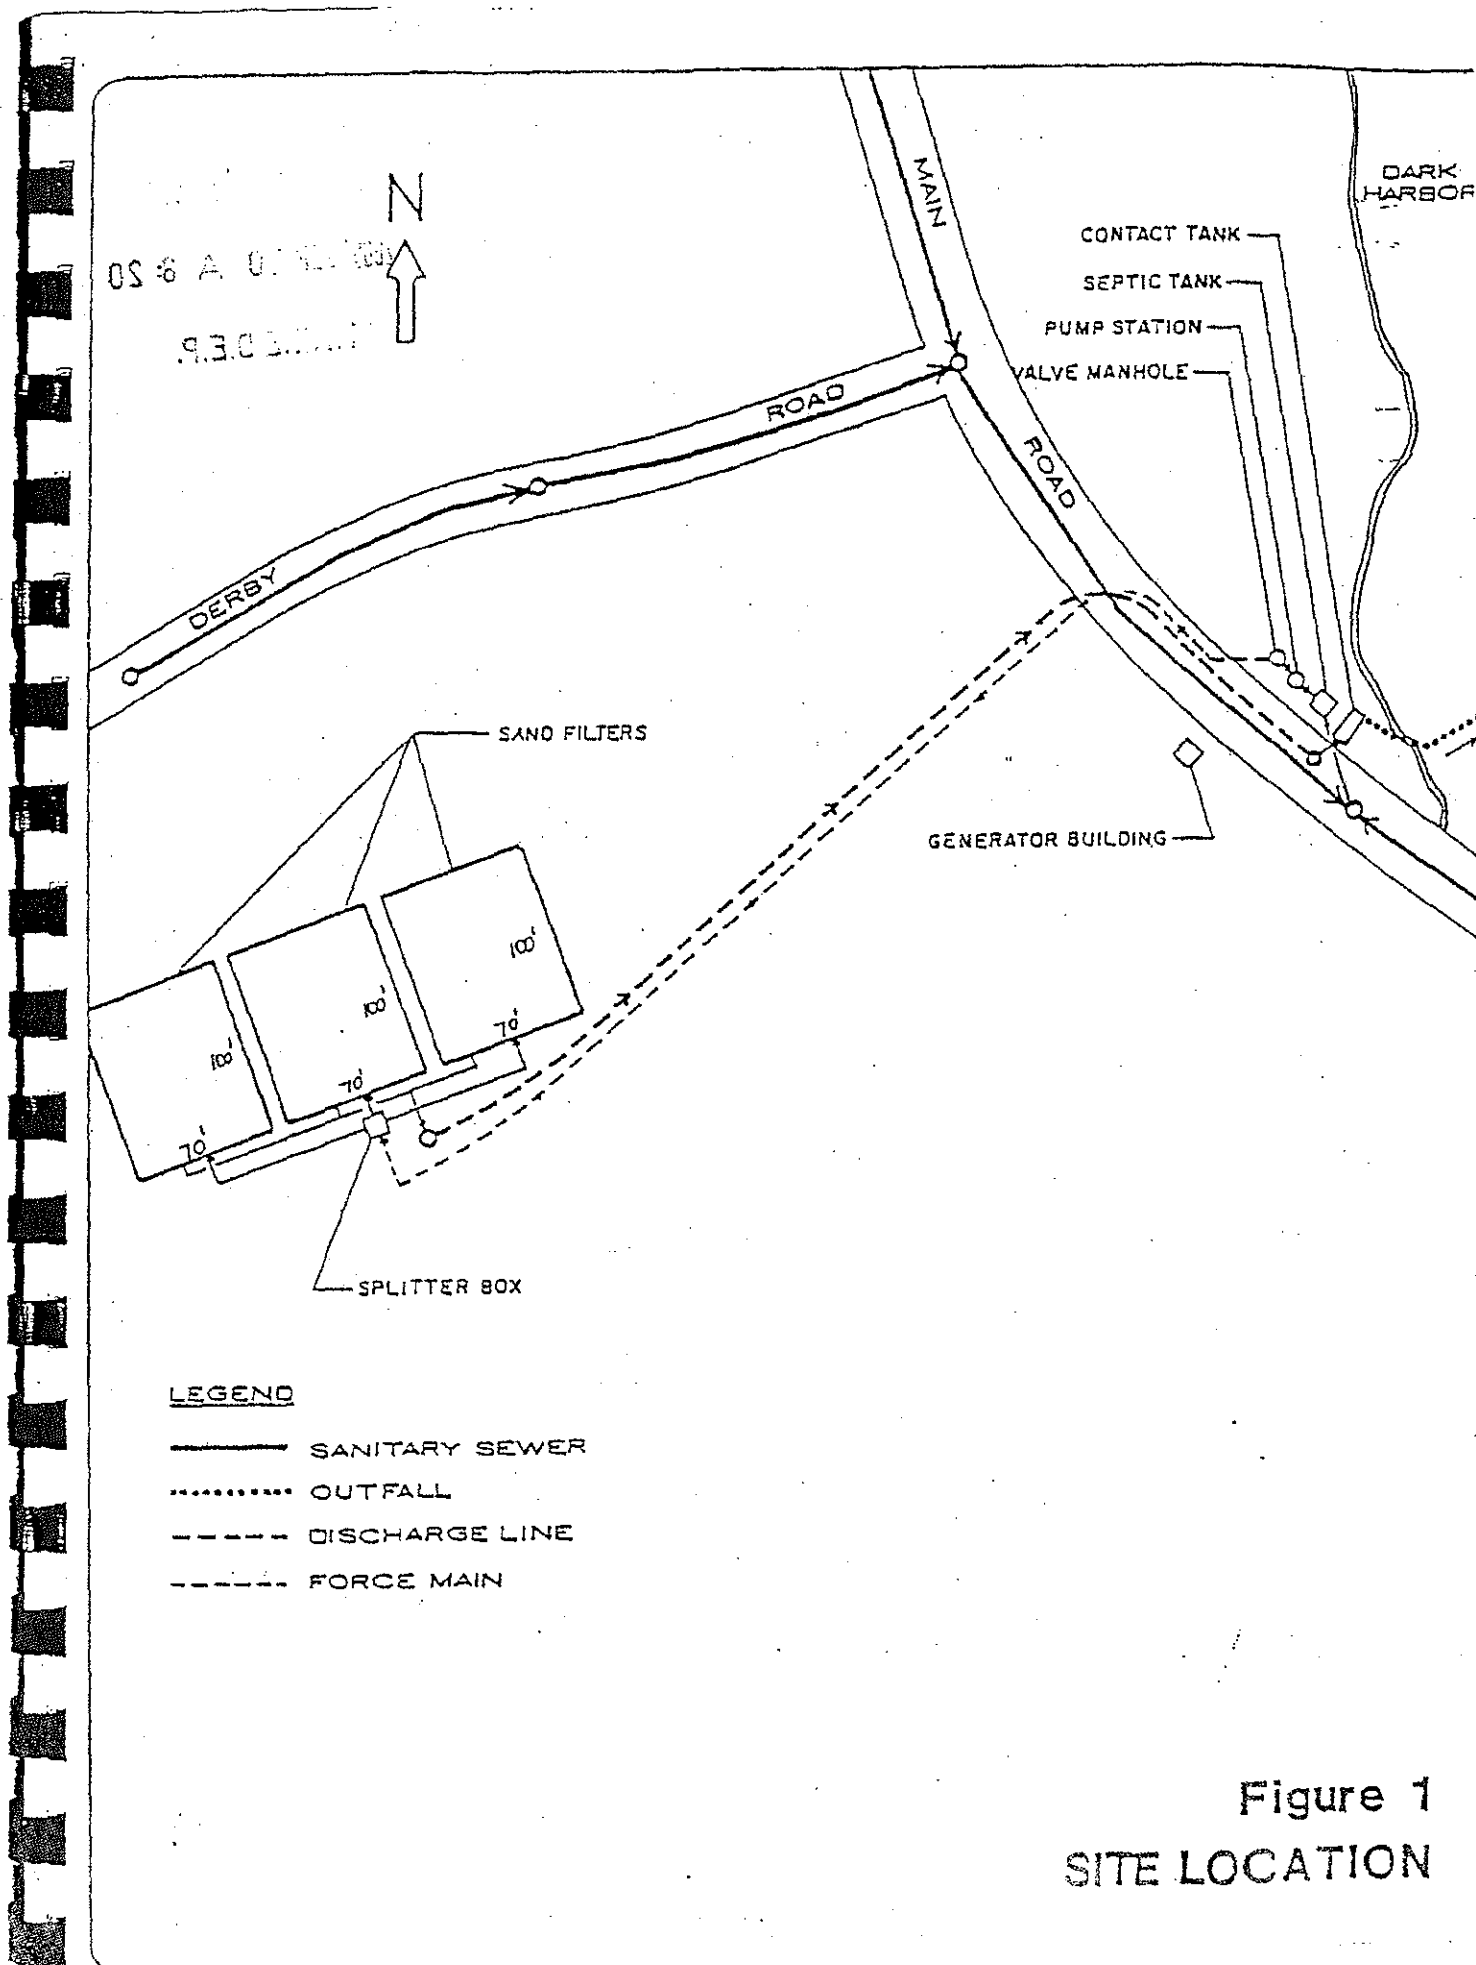 DARK
HARBOR
N
MAIN
CONTACT TANK
SEPTIC TANK
PUMP STATION
VALVE MANHOLE
ROAD
ROAD
DERBY
SAND FILTERS
GENERATOR BUILDING
100'
100'
100'
70'
70'
70'
SPLITTER BOX
LEGEND
SANITARY SEWER
OUTFALL
DISCHARGE LINE
FORCE MAIN
Figure 1
SITE LOCATION